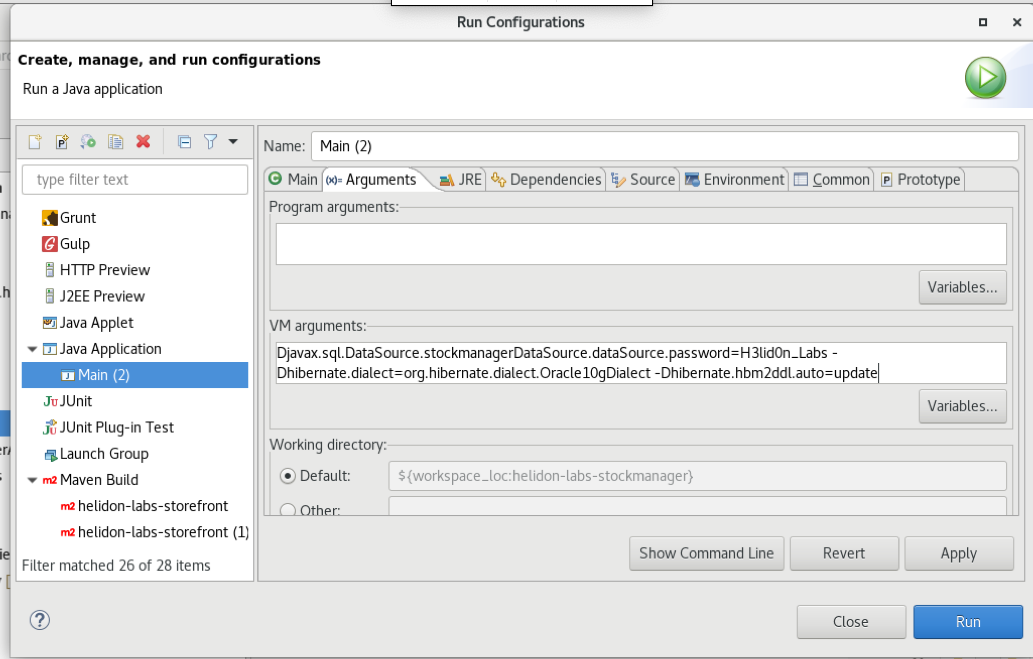 Run Configurations
Create, manage, and run configurations
Run a Java application
Name: Main (2)
type filter text
Main (x)= Arguments JRE Dependencies Source Environment Common Prototype
Program arguments:
Grunt
Gulp
HTTP Preview
J2EE Preview
Java Applet
Java Application
Main (2)
JUnit
JUnit Plug-in Test
Launch Group
Maven Build
m2 helidon-labs-storefront
m2 helidon-labs-storefront (1)
Filter matched 26 of 28 items
Variables...
VM arguments:
Djavax.sql.DataSource.stockmanagerDataSource.dataSource.password=H3lid0n_Labs -
Dhibernate.dialect=org.hibernate.dialect.Oracle10gDialect -Dhibernate.hbm2ddl.auto=update
Variables...
Working directory:
Default: ${workspace_loc:helidon-labs-stockmanager}
Other:
Show Command Line Revert Apply
? Close Run